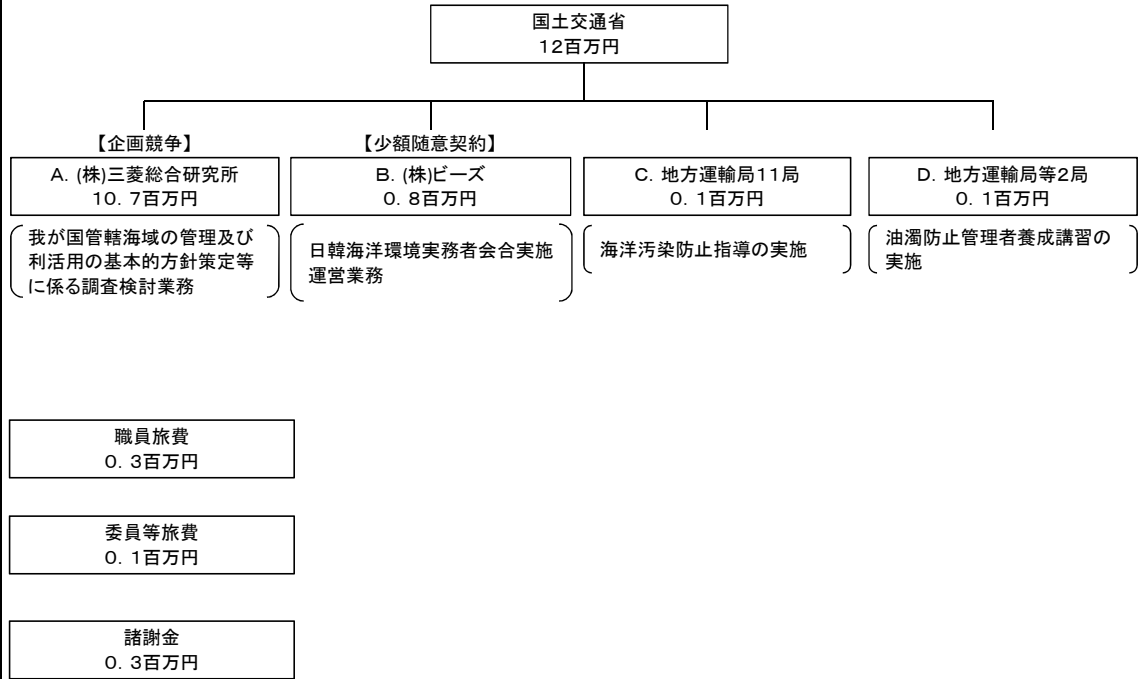 国土交通省
12百万円
【企画競争】
A. (株)三菱総合研究所
10. 7百万円
我が国管轄海域の管理及び
利活用の基本的方針策定等
に係る調査検討業務
【少額随意契約】
B. (株)ビーズ
0. 8百万円
日韓海洋環境実務者会合実施
運営業務
C. 地方運輸局11局
0. 1百万円
海洋汚染防止指導の実施
D. 地方運輸局等2局
0. 1百万円
油濁防止管理者養成講習の
実施
職員旅費
0. 3百万円
委員等旅費
0. 1百万円
諸謝金
0. 3百万円